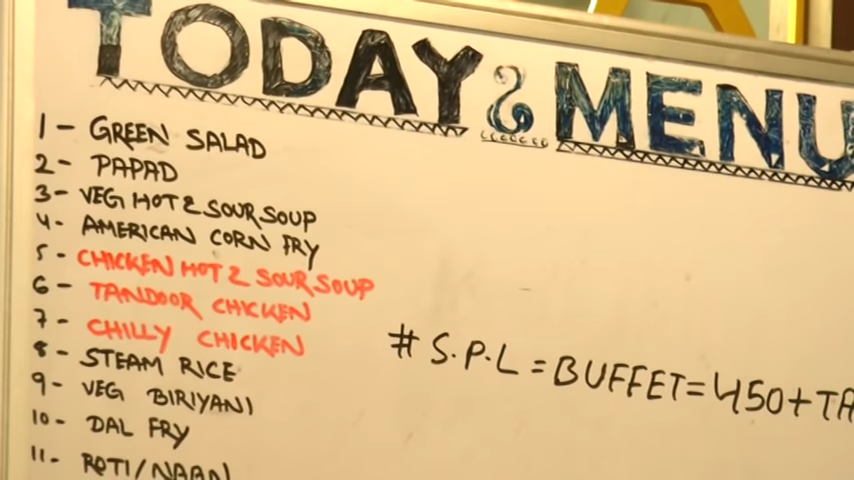 TODAY'S MENU
1 - GREEN SALAD
2 - PAPAD
3 - VEG HOT & SOUR SOUP
4 - AMERICAN CORN FRY
5 - CHICKEN HOT & SOUR SOUP
6 - TANDOOR CHICKEN
7 - CHILLY CHICKEN
8 - STEAM RICE
9 - VEG BIRIYANI
10 - DAL FRY
11 - ROTI/NAAN
# S.P.L = BUFFET = 450 + TA